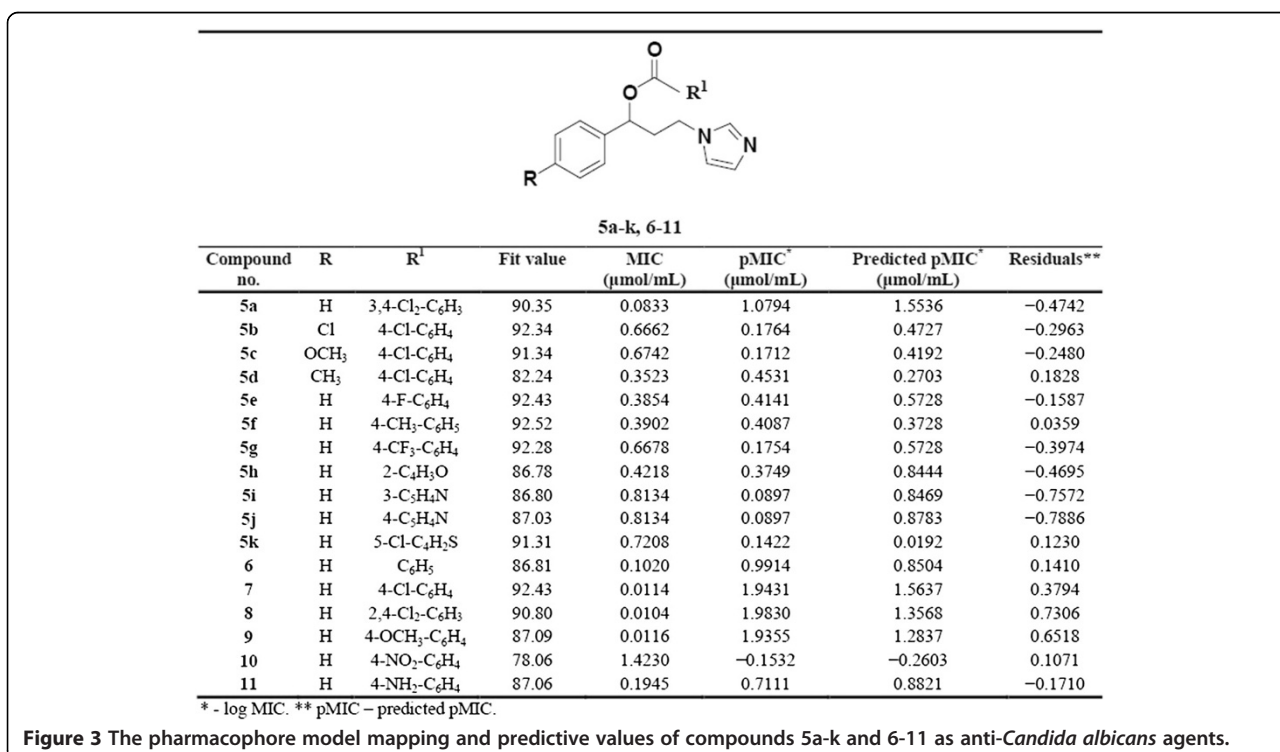 O
O
R¹
N
N
R
5a-k, 6-11
Compound no. R R¹ Fit value MIC (µmol/mL) pMIC* (µmol/mL) Predicted pMIC* (µmol/mL) Residuals**
5a H 3,4-Cl₂-C₆H₃ 90.35 0.0833 1.0794 1.5536 −0.4742
5b Cl 4-Cl-C₆H₄ 92.34 0.6662 0.1764 0.4727 −0.2963
5c OCH₃ 4-Cl-C₆H₄ 91.34 0.6742 0.1712 0.4192 −0.2480
5d CH₃ 4-Cl-C₆H₄ 82.24 0.3523 0.4531 0.2703 0.1828
5e H 4-F-C₆H₄ 92.43 0.3854 0.4141 0.5728 −0.1587
5f H 4-CH₃-C₆H₅ 92.52 0.3902 0.4087 0.3728 0.0359
5g H 4-CF₃-C₆H₄ 92.28 0.6678 0.1754 0.5728 −0.3974
5h H 2-C₄H₃O 86.78 0.4218 0.3749 0.8444 −0.4695
5i H 3-C₅H₄N 86.80 0.8134 0.0897 0.8469 −0.7572
5j H 4-C₅H₄N 87.03 0.8134 0.0897 0.8783 −0.7886
5k H 5-Cl-C₄H₂S 91.31 0.7208 0.1422 0.0192 0.1230
6 H C₆H₅ 86.81 0.1020 0.9914 0.8504 0.1410
7 H 4-Cl-C₆H₄ 92.43 0.0114 1.9431 1.5637 0.3794
8 H 2,4-Cl₂-C₆H₃ 90.80 0.0104 1.9830 1.3568 0.7306
9 H 4-OCH₃-C₆H₄ 87.09 0.0116 1.9355 1.2837 0.6518
10 H 4-NO₂-C₆H₄ 78.06 1.4230 −0.1532 −0.2603 0.1071
11 H 4-NH₂-C₆H₄ 87.06 0.1945 0.7111 0.8821 −0.1710
* - log MIC. ** pMIC – predicted pMIC.
Figure 3 The pharmacophore model mapping and predictive values of compounds 5a-k and 6-11 as anti-Candida albicans agents.